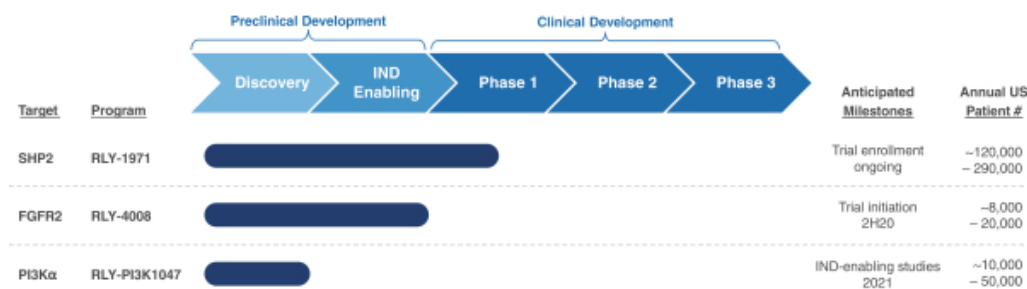 Preclinical Development
Clinical Development
Discovery
IND
Enabling
Phase 1
Phase 2
Phase 3
Target
Program
Anticipated
Milestones
Annual US
Patient #
SHP2
RLY-1971
Trial enrollment
ongoing
~120,000
– 290,000
FGFR2
RLY-4008
Trial initiation
2H20
~8,000
– 20,000
PI3Kα
RLY-PI3K1047
IND-enabling studies
2021
~10,000
– 50,000